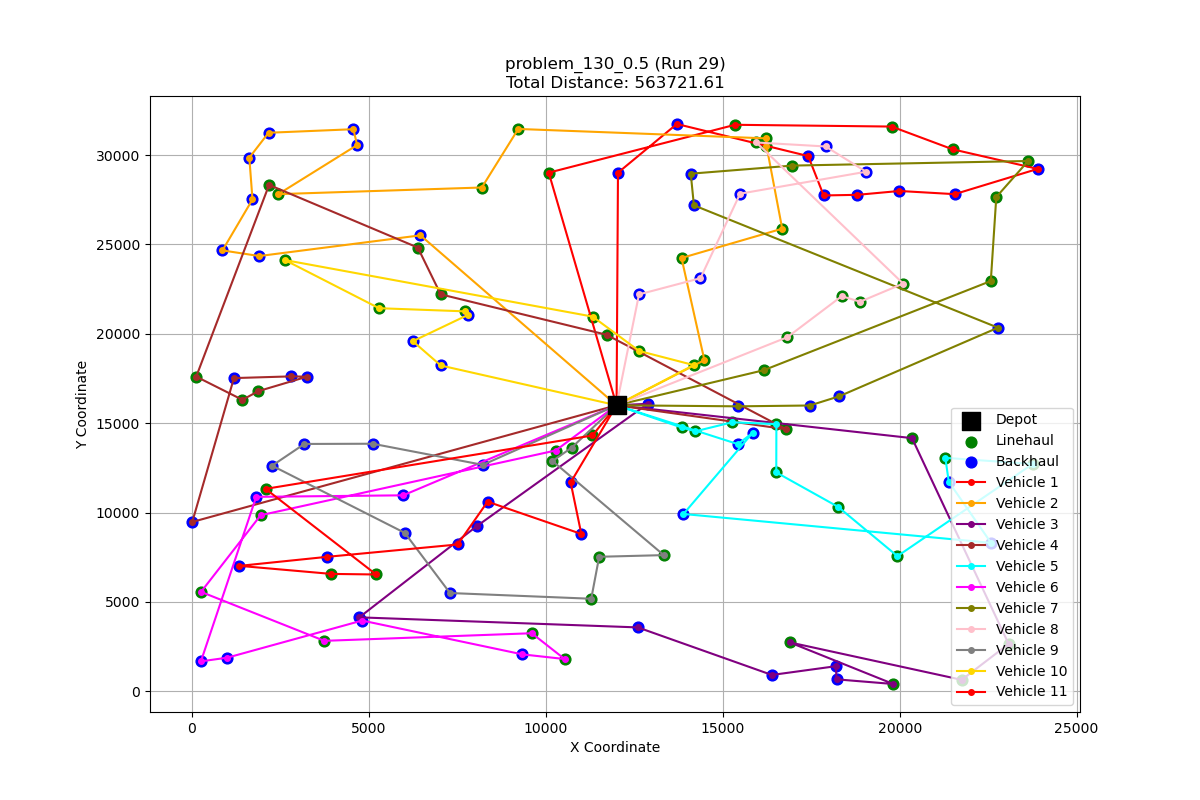 problem_130_0.5 (Run 29)
Total Distance: 563721.61
Y Coordinate
30000
25000
20000
15000
10000
5000
0
0
5000
10000
15000
20000
25000
X Coordinate
Depot
Linehaul
Backhaul
Vehicle 1
Vehicle 2
Vehicle 3
Vehicle 4
Vehicle 5
Vehicle 6
Vehicle 7
Vehicle 8
Vehicle 9
Vehicle 10
Vehicle 11